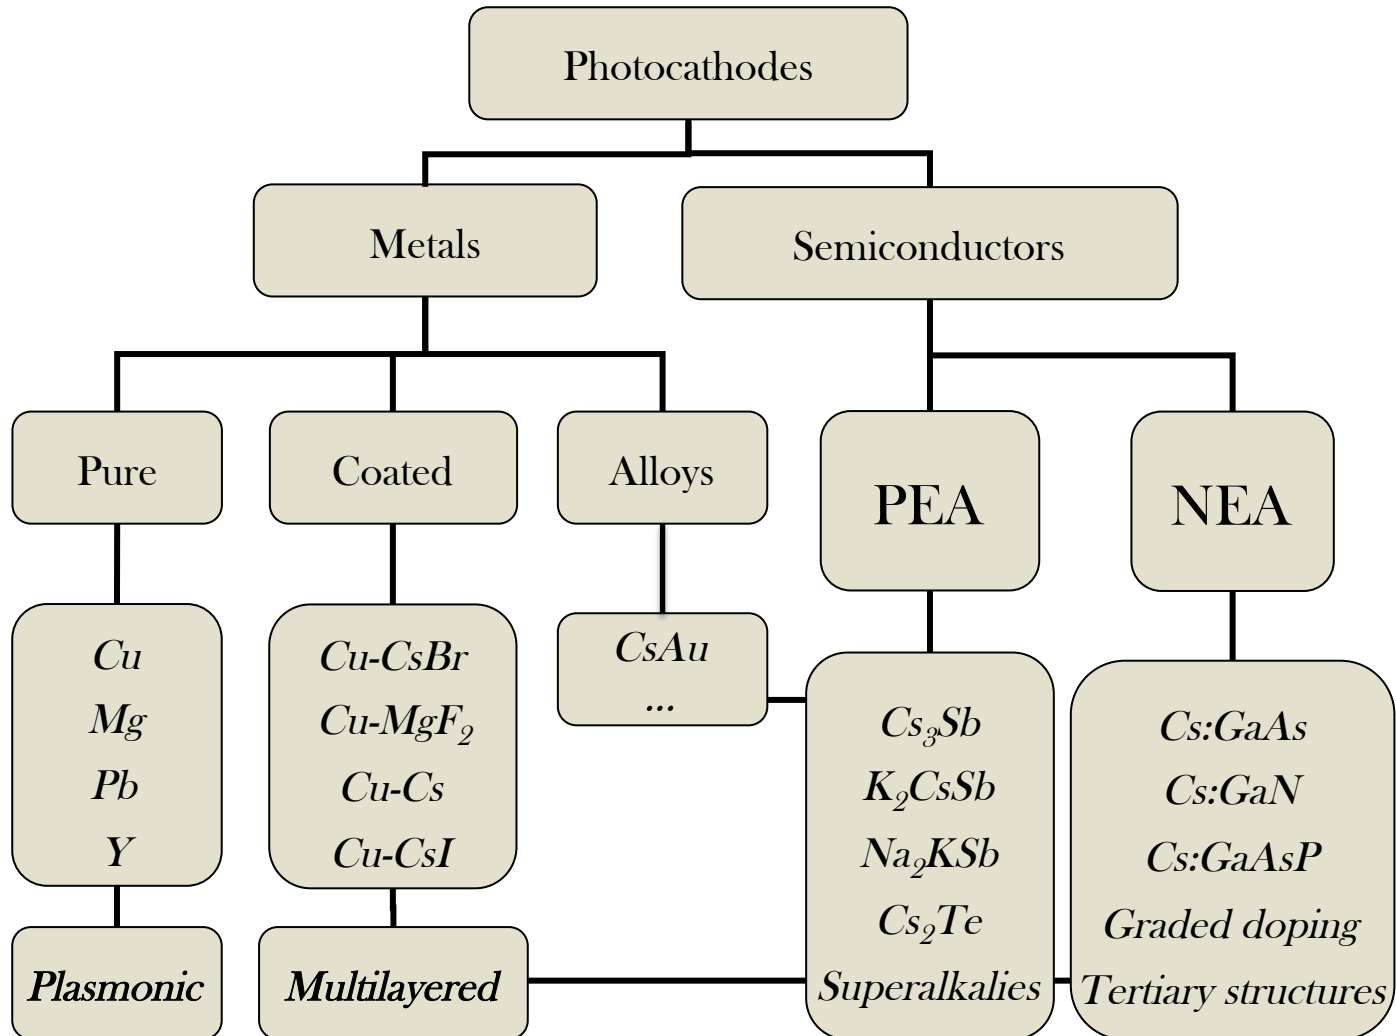 Photocathodes
Metals
Semiconductors
Pure
Coated
Alloys
PEA
NEA
Cu
Mg
Pb
Y
Cu-CsBr
Cu-MgF₂
Cu-Cs
Cu-CsI
CsAu
...
Cs₃Sb
K₂CsSb
Na₂KSb
Cs₂Te
Superalkalies
Cs:GaAs
Cs:GaN
Cs:GaAsP
Graded doping
Tertiary structures
Plasmonic
Multilayered